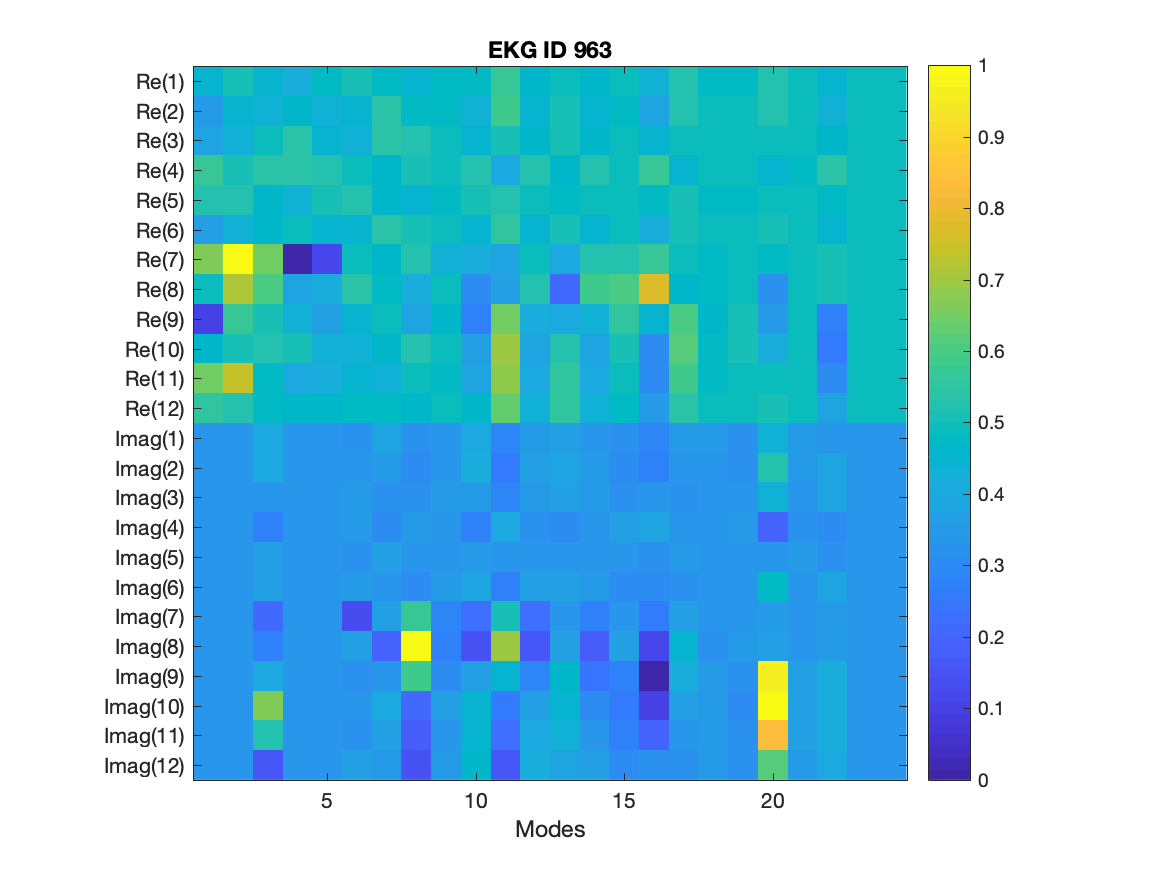 EKG ID 963
Re(1)
Re(2)
Re(3)
Re(4)
Re(5)
Re(6)
Re(7)
Re(8)
Re(9)
Re(10)
Re(11)
Re(12)
Imag(1)
Imag(2)
Imag(3)
Imag(4)
Imag(5)
Imag(6)
Imag(7)
Imag(8)
Imag(9)
Imag(10)
Imag(11)
Imag(12)
5 10 15 20
Modes
1
0.9
0.8
0.7
0.6
0.5
0.4
0.3
0.2
0.1
0